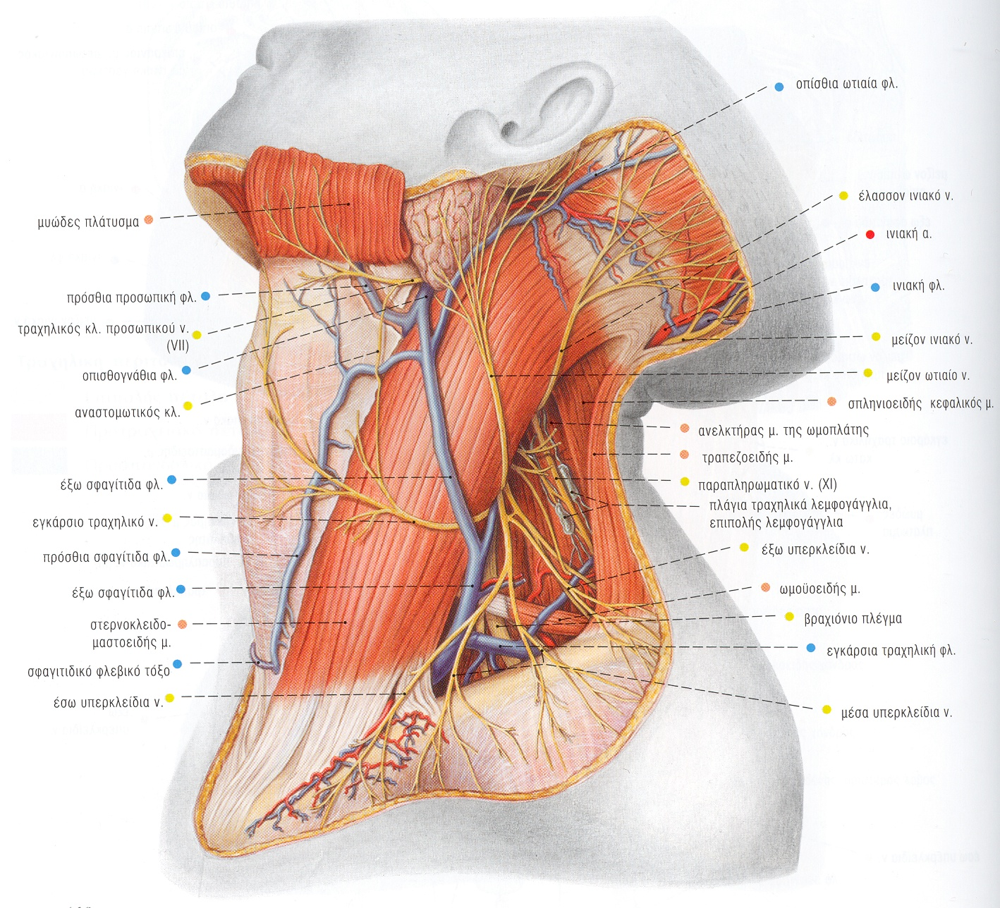 οπίσθια ωτιαία φλ.
έλασσον ινιακό ν.
μυώδες πλάτυσμα
ινιακή α.
ινιακή φλ.
πρόσθια προσωπική φλ.
τραχηλικός κλ. προσωπικού ν.
(VII)
μείζον ινιακό ν.
οπισθογνάθια φλ.
μείζον ωτιαίο ν.
αναστομωτικός κλ.
σπληνιοειδής κεφαλικός μ.
ανελκτήρας μ. της ωμοπλάτης
τραπεζοειδής μ.
έξω σφαγίτιδα φλ.
παραπληρωματικό ν. (XI)
πλάγια τραχηλικά λεμφογάγγλια,
επιπολής λεμφογάγγλια
εγκάρσιο τραχηλικό ν.
έξω υπερκλείδια ν.
πρόσθια σφαγίτιδα φλ.
έξω σφαγίτιδα φλ.
ωμοϋοειδής μ.
βραχιόνιο πλέγμα
στερνοκλειδο-
μαστοειδής μ.
εγκάρσια τραχηλική φλ.
σφαγιτιδικό φλεβικό τόξο
έσω υπερκλείδια ν.
μέσα υπερκλείδια ν.